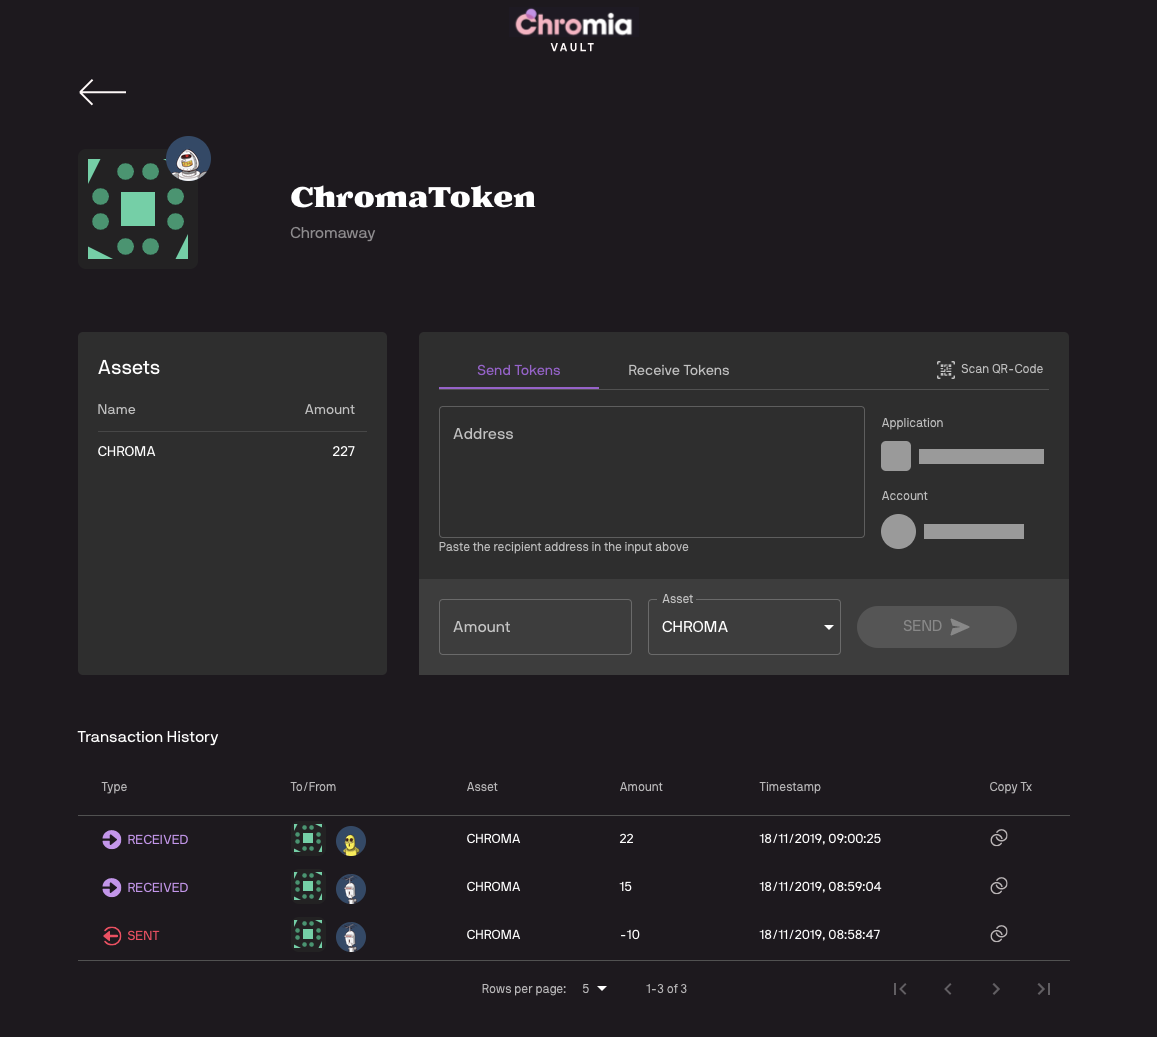 Chromia
VAULT
ChromaToken
Chromaway
Assets
Name Amount
CHROMA 227
Send Tokens Receive Tokens Scan QR-Code
Address
Paste the recipient address in the input above
Application
Account
Amount
Asset
CHROMA
SEND
Transaction History
Type To/From Asset Amount Timestamp Copy Tx
RECEIVED CHROMA 22 18/11/2019, 09:00:25
RECEIVED CHROMA 15 18/11/2019, 08:59:04
SENT CHROMA -10 18/11/2019, 08:58:47
Rows per page: 5 1-3 of 3